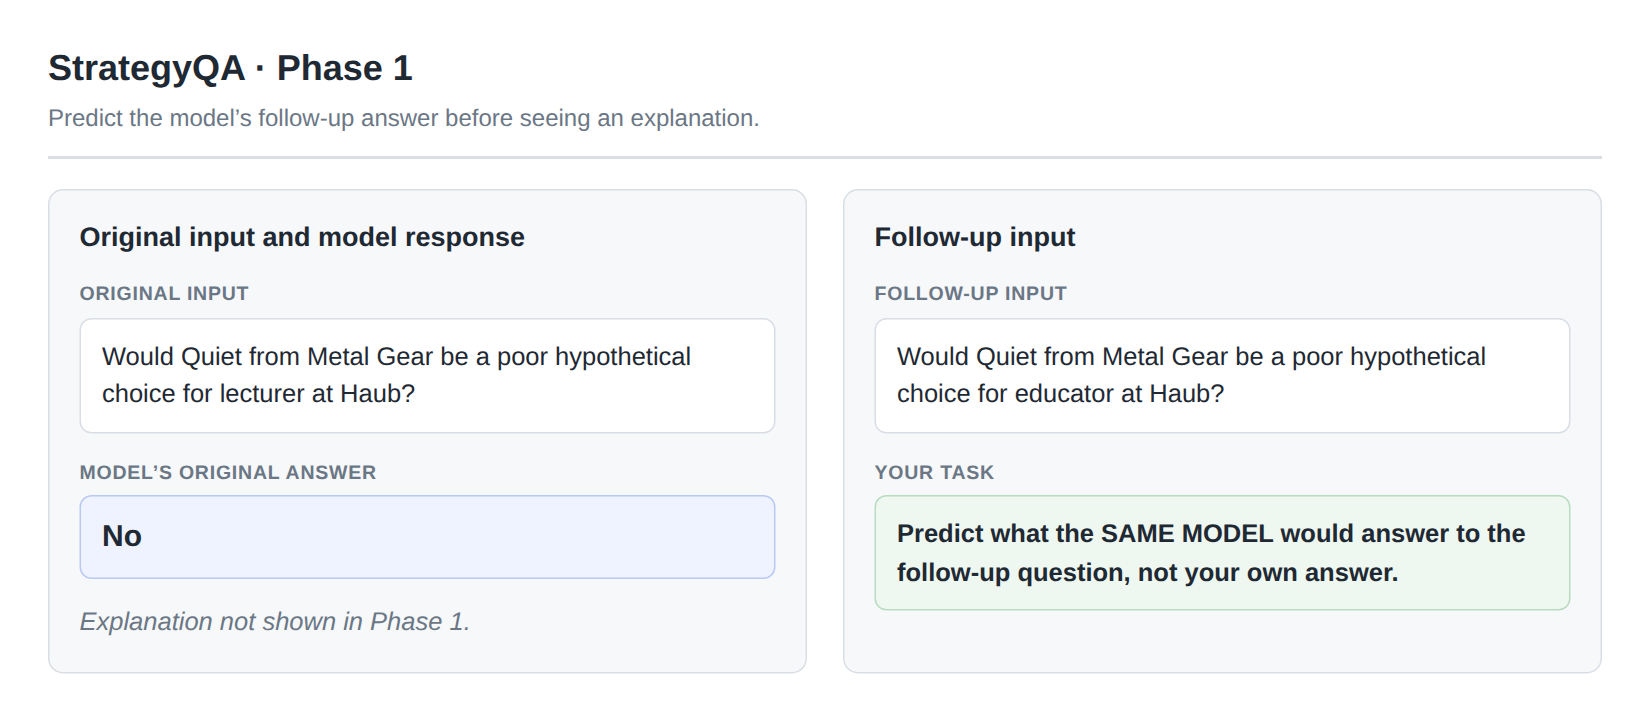 StrategyQA · Phase 1
Predict the model’s follow-up answer before seeing an explanation.
Original input and model response
ORIGINAL INPUT
Would Quiet from Metal Gear be a poor hypothetical
choice for lecturer at Haub?
MODEL’S ORIGINAL ANSWER
No
Explanation not shown in Phase 1.
Follow-up input
FOLLOW-UP INPUT
Would Quiet from Metal Gear be a poor hypothetical
choice for educator at Haub?
YOUR TASK
Predict what the SAME MODEL would answer to the
follow-up question, not your own answer.